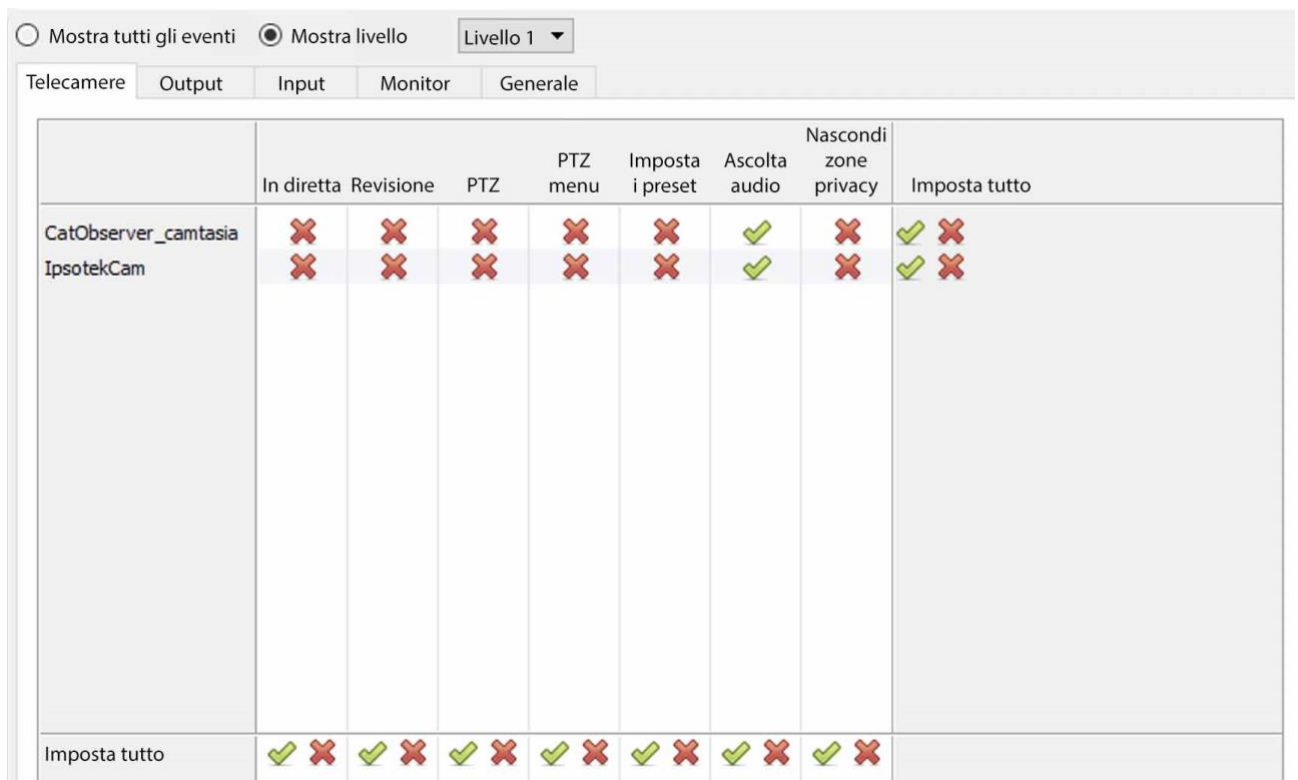 Mostra tutti gli eventi Mostra livello Livello 1
Telecamere Output Input Monitor Generale
In diretta Revisione PTZ PTZ menu Imposta i preset Ascolta audio Nascondi zone privacy Imposta tutto
CatObserver_camtasia
IpsotekCam
Imposta tutto